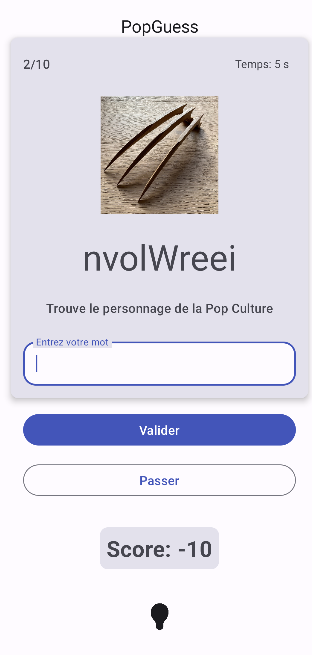 PopGuess
2/10
Temps: 5 s
nvolWreei
Trouve le personnage de la Pop Culture
Entrez votre mot
Valider
Passer
Score: -10